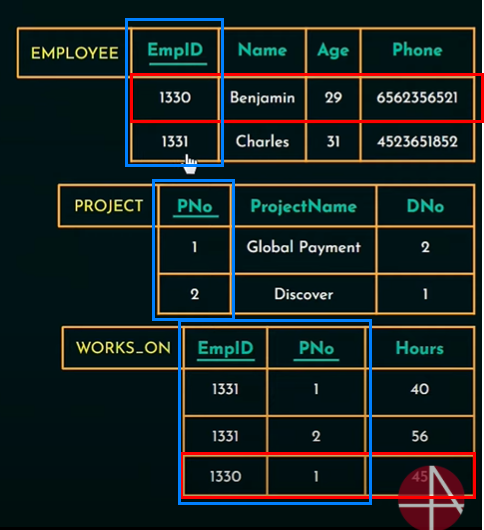 EMPLOYEE EmpID Name Age Phone
1330 Benjamin 29 6562356521
1331 Charles 31 4523651852
PROJECT PNo ProjectName DNo
1 Global Payment 2
2 Discover 1
WORKS_ON EmpID PNo Hours
1331 1 40
1331 2 56
1330 1 45